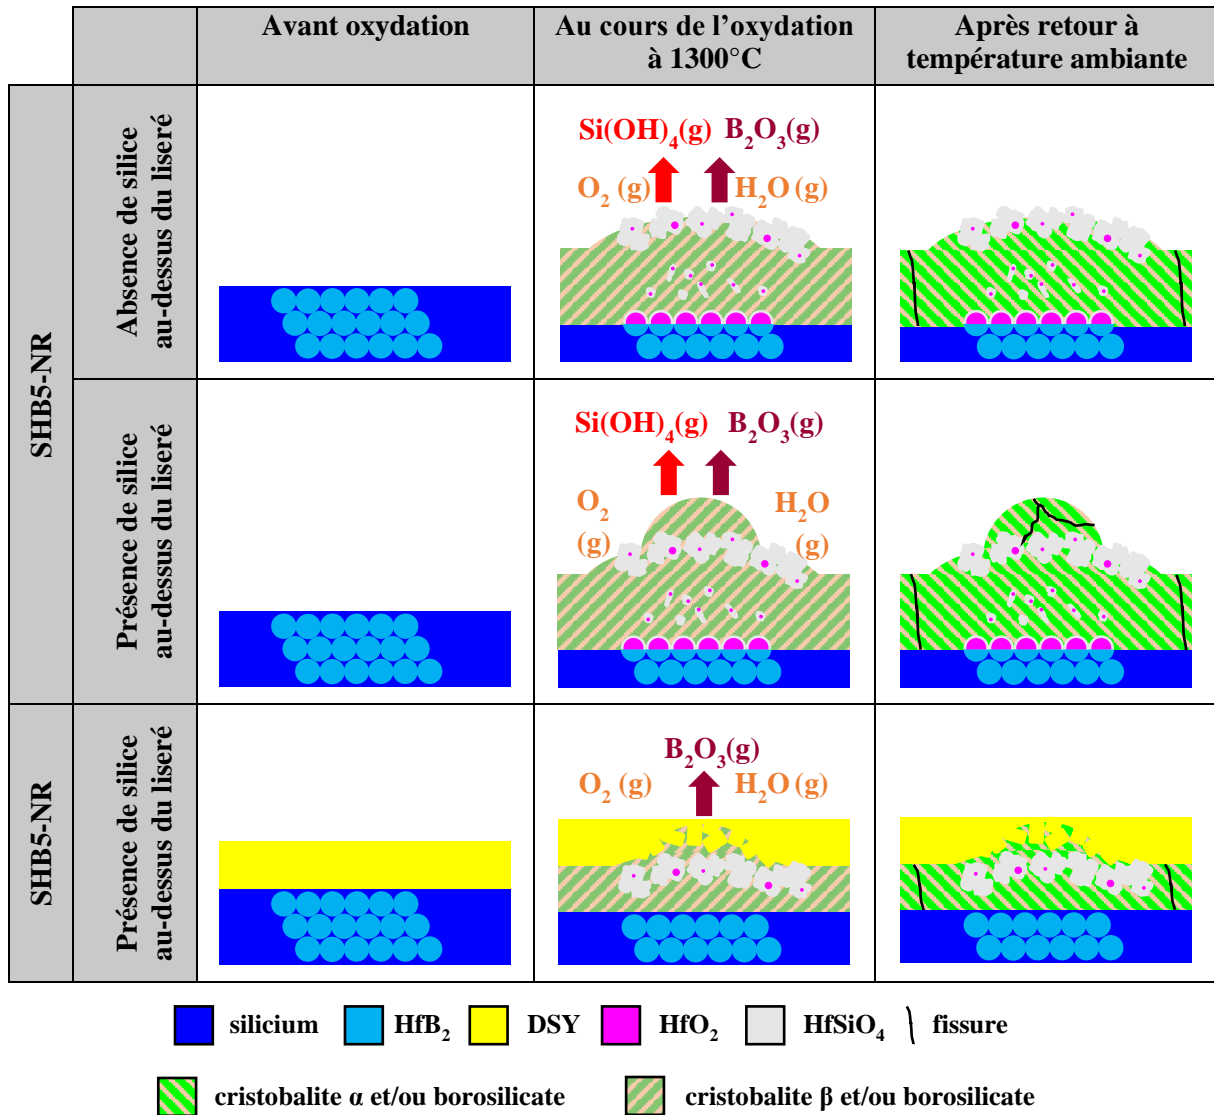 Avant oxydation
Au cours de l’oxydation
à 1300°C
Après retour à
température ambiante
SHB5-NR
Absence de silice
au-dessus du liseré
Si(OH)4(g) B2O3(g)
O2 (g) H2O (g)
Présence de silice
au-dessus du liseré
Si(OH)4(g) B2O3(g)
O2 H2O
(g) (g)
SHB5-NR
Présence de silice
au-dessus du liseré
B2O3(g)
O2 (g) H2O (g)
silicium HfB2 DSY HfO2 HfSiO4 fissure
cristobalite α et/ou borosilicate cristobalite β et/ou borosilicate